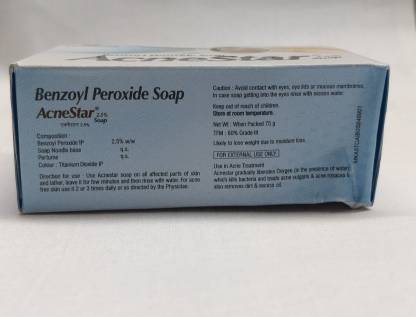 AcneStar
Benzoyl Peroxide Soap
AcneStar® 2.5% Soap
Composition :
Benzoyl Peroxide IP 2.5% w/w
Soap Noodle base q.s.
Perfume q.s.
Colour : Titanium Dioxide IP
Direction for use : Use Acnestar soap on all affected parts of skin
and lather, leave it for few minutes and then rinse with water. For acne
free skin use it 2 or 3 times daily or as directed by the Physician.
Caution : Avoid contact with eyes, eye lids or mucous membranes.
In case soap getting into the eyes rinse with excess water.
Keep out of reach of children.
Store at room temperature.
Net Wt : When Packed 75 g
TFM : 60% Grade-III
Likely to lose weight due to moisture loss.
FOR EXTERNAL USE ONLY
Use in Acne Treatment
Acnestar gradually liberates Oxygen (in the presence of water)
which kills bacteria and treats acne vulgaris & acne rosacea &
also removes dirt & excess oil.